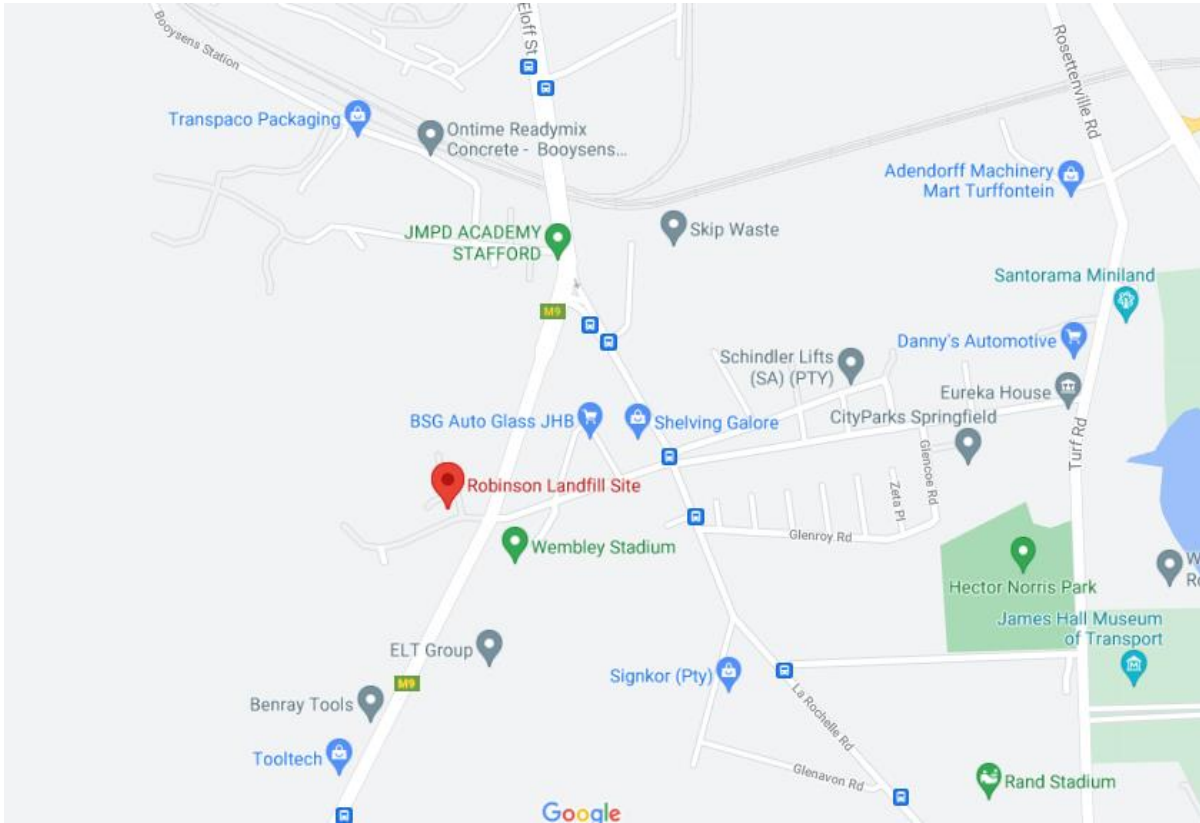 Booysens Station
Eloff St
Rosettenville Rd
Transpaco Packaging
Ontime Readymix
Concrete - Booysens...
Adendorff Machinery
Mart Turffontein
JMPD ACADEMY
STAFFORD
Skip Waste
Santorama Miniland
M9
Danny's Automotive
Schindler Lifts
(SA) (PTY)
Eureka House
BSG Auto Glass JHB
Shelving Galore
CityParks Springfield
Turf Rd
Glencoe Rd
Zeta Pl
Robinson Landfill Site
Glenroy Rd
Wembley Stadium
W
Ro
Hector Norris Park
James Hall Museum
of Transport
ELT Group
Signkor (Pty)
M9
La Rochelle Rd
Benray Tools
Tooltech
Glenavon Rd
Rand Stadium
Google